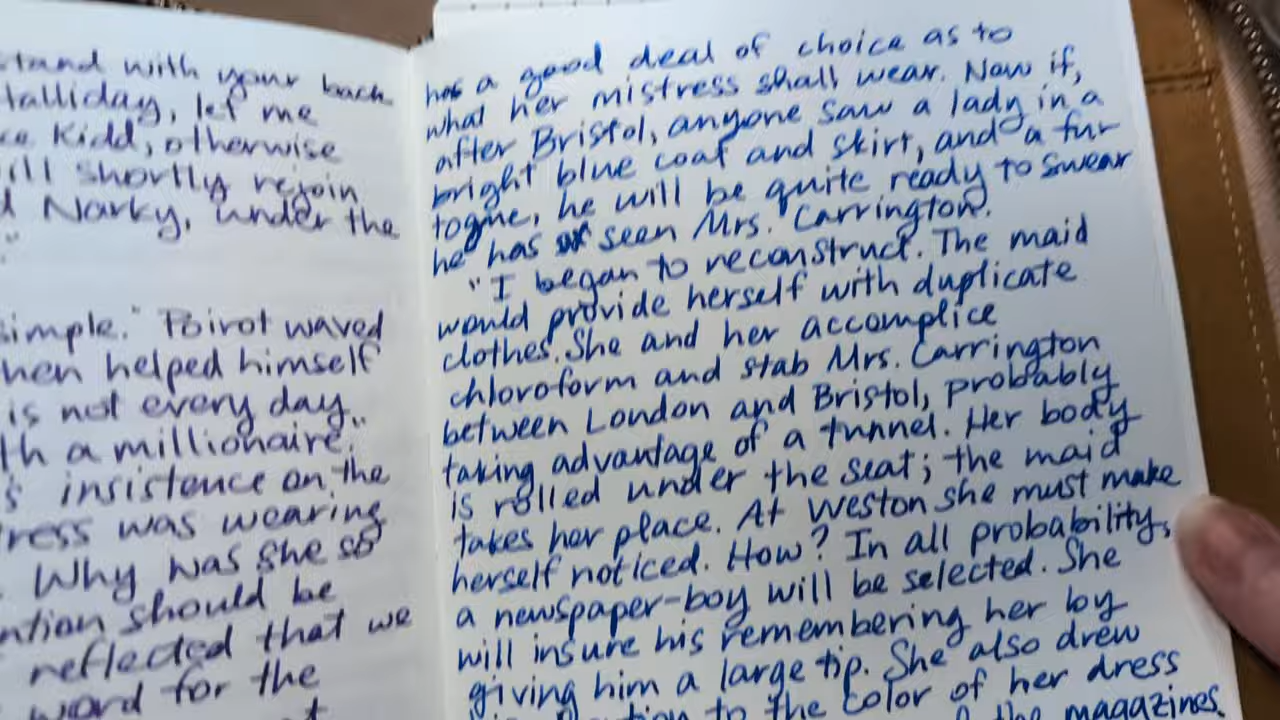 stand with your back
Halliday, let me
Kidd, otherwise
shortly rejoin
Narky, under the
simple." Poirot waved
helped himself
is not every day
a millionaire.
insistence on the
was wearing
. Why was she so
should be
reflected that we
word for the
has a good deal of choice as to
what her mistress shall wear. Now if,
after Bristol, anyone saw a lady in a
bright blue coat and skirt, and a fur
togue, he will be quite ready to swear
he has seen Mrs. Carrington.
"I began to reconstruct. The maid
would provide herself with duplicate
clothes. She and her accomplice
chloroform and stab Mrs. Carrington
between London and Bristol, probably
taking advantage of a tunnel. Her body
is rolled under the seat; the maid
takes her place. At Weston she must make
herself noticed. How? In all probability,
a newspaper-boy will be selected. She
will insure his remembering her by
giving him a large tip. She also drew
to the color of her dress
the magazines.